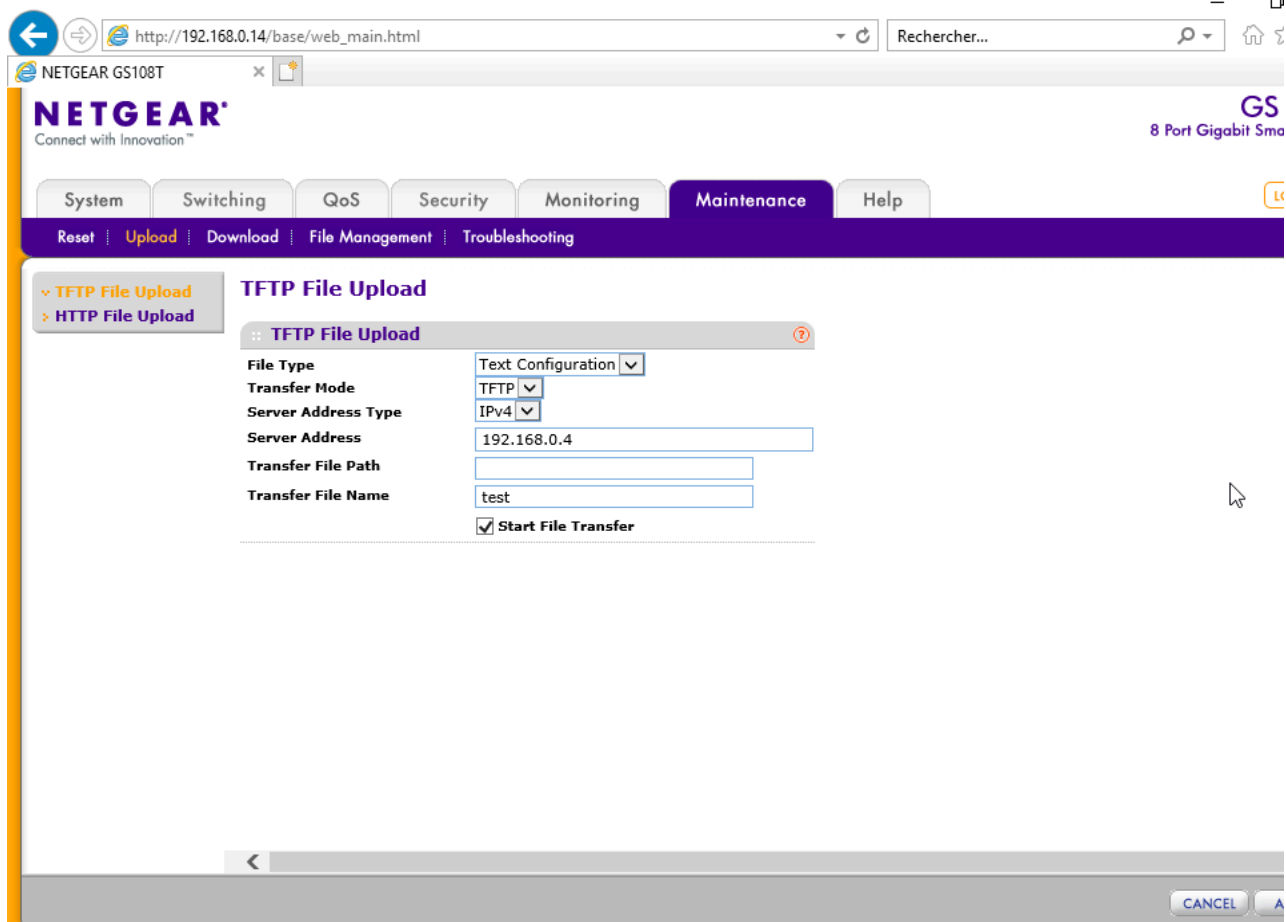 http://192.168.0.14/base/web_main.html
Rechercher...
NETGEAR GS108T
NETGEAR®
Connect with Innovation™
GS
8 Port Gigabit Sma
System Switching QoS Security Monitoring Maintenance Help
Reset Upload Download File Management Troubleshooting
TFTP File Upload
HTTP File Upload
TFTP File Upload
TFTP File Upload
File Type Text Configuration
Transfer Mode TFTP
Server Address Type IPv4
Server Address 192.168.0.4
Transfer File Path
Transfer File Name test
Start File Transfer
CANCEL A